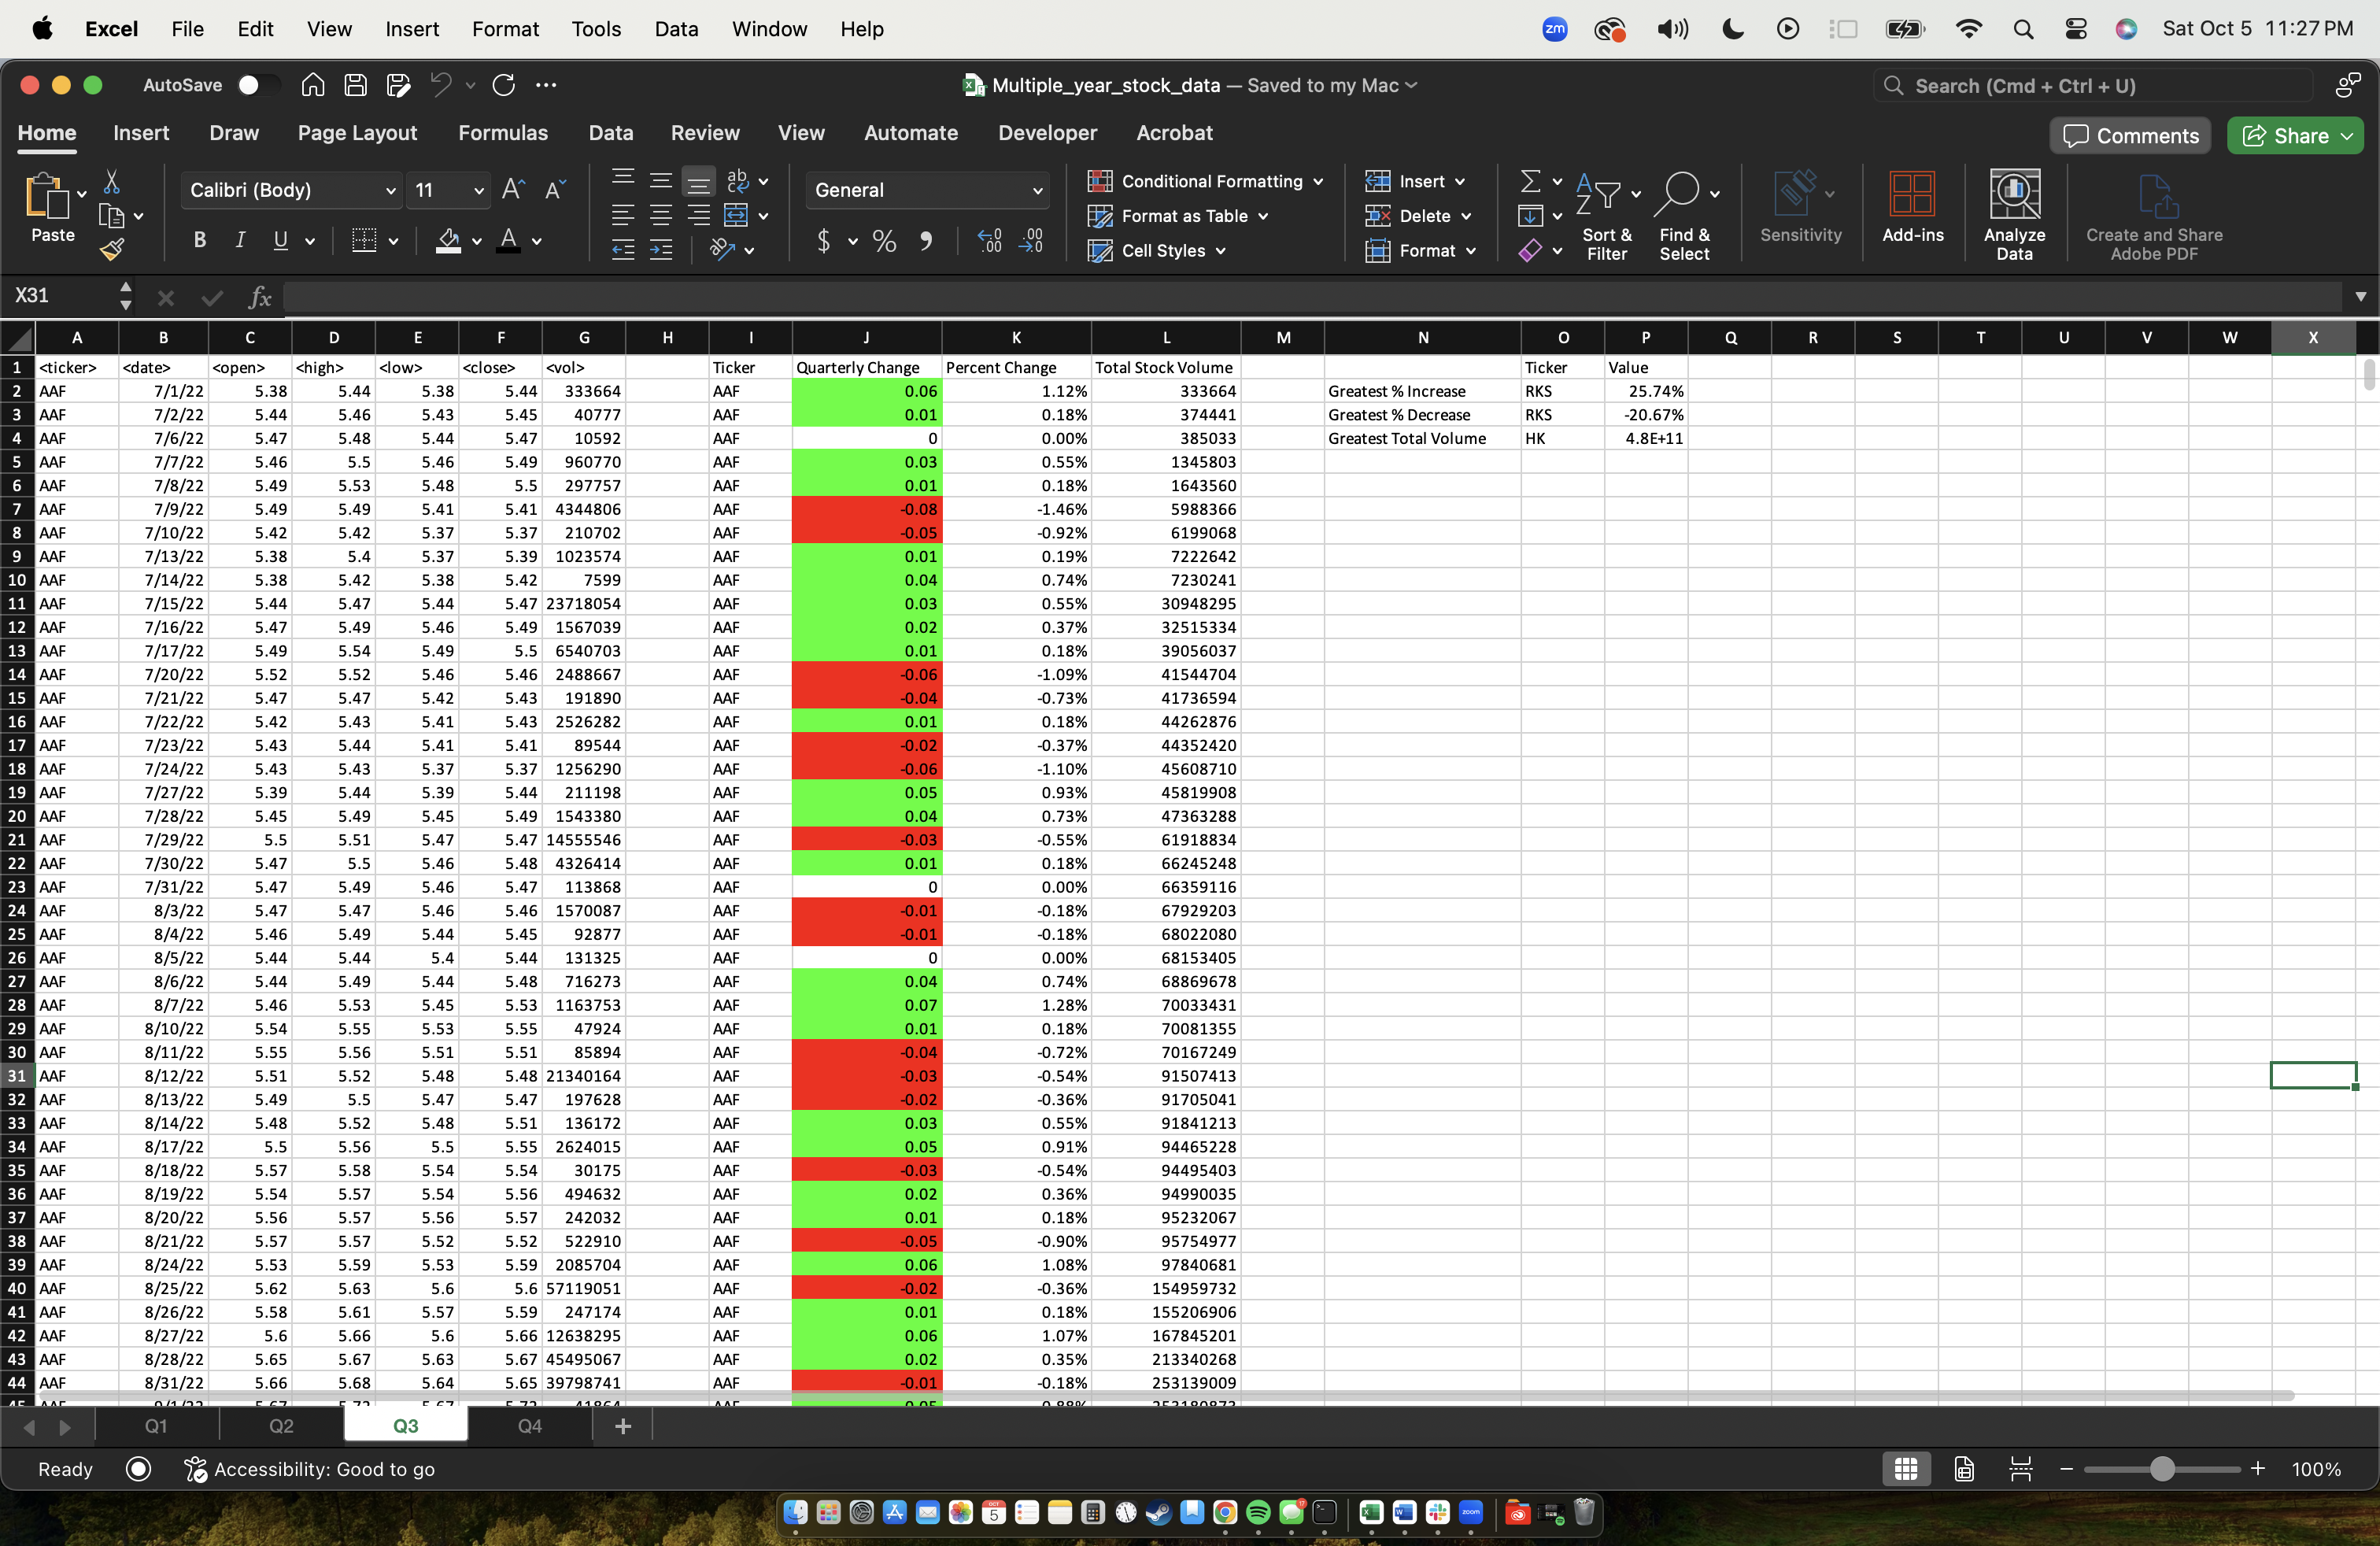 Excel File Edit View Insert Format Tools Data Window Help zm Sat Oct 5 11:27 PM
AutoSave Multiple_year_stock_data — Saved to my Mac Search (Cmd + Ctrl + U)
Home Insert Draw Page Layout Formulas Data Review View Automate Developer Acrobat Comments Share
Paste Calibri (Body) 11 General Conditional Formatting Format as Table Cell Styles Insert Delete Format Sort & Filter Find & Select Sensitivity Add-ins Analyze Data Create and Share Adobe PDF
X31 fx
A B C D E F G H I J K L M N O P Q R S T U V W X
1 <ticker> <date> <open> <high> <low> <close> <vol> Ticker Quarterly Change Percent Change Total Stock Volume Ticker Value
2 AAF 7/1/22 5.38 5.44 5.38 5.44 333664 AAF 0.06 1.12% 333664 Greatest % Increase RKS 25.74%
3 AAF 7/2/22 5.44 5.46 5.43 5.45 40777 AAF 0.01 0.18% 374441 Greatest % Decrease RKS -20.67%
4 AAF 7/6/22 5.47 5.48 5.44 5.47 10592 AAF 0 0.00% 385033 Greatest Total Volume HK 4.8E+11
5 AAF 7/7/22 5.46 5.5 5.46 5.49 960770 AAF 0.03 0.55% 1345803
6 AAF 7/8/22 5.49 5.53 5.48 5.5 297757 AAF 0.01 0.18% 1643560
7 AAF 7/9/22 5.49 5.49 5.41 5.41 4344806 AAF -0.08 -1.46% 5988366
8 AAF 7/10/22 5.42 5.42 5.37 5.37 210702 AAF -0.05 -0.92% 6199068
9 AAF 7/13/22 5.38 5.4 5.37 5.39 1023574 AAF 0.01 0.19% 7222642
10 AAF 7/14/22 5.38 5.42 5.38 5.42 7599 AAF 0.04 0.74% 7230241
11 AAF 7/15/22 5.44 5.47 5.44 5.47 23718054 AAF 0.03 0.55% 30948295
12 AAF 7/16/22 5.47 5.49 5.46 5.49 1567039 AAF 0.02 0.37% 32515334
13 AAF 7/17/22 5.49 5.54 5.49 5.5 6540703 AAF 0.01 0.18% 39056037
14 AAF 7/20/22 5.52 5.52 5.46 5.46 2488667 AAF -0.06 -1.09% 41544704
15 AAF 7/21/22 5.47 5.47 5.42 5.43 191890 AAF -0.04 -0.73% 41736594
16 AAF 7/22/22 5.42 5.43 5.41 5.43 2526282 AAF 0.01 0.18% 44262876
17 AAF 7/23/22 5.43 5.44 5.41 5.41 89544 AAF -0.02 -0.37% 44352420
18 AAF 7/24/22 5.43 5.43 5.37 5.37 1256290 AAF -0.06 -1.10% 45608710
19 AAF 7/27/22 5.39 5.44 5.39 5.44 211198 AAF 0.05 0.93% 45819908
20 AAF 7/28/22 5.45 5.49 5.45 5.49 1543380 AAF 0.04 0.73% 47363288
21 AAF 7/29/22 5.5 5.51 5.47 5.47 14555546 AAF -0.03 -0.55% 61918834
22 AAF 7/30/22 5.47 5.5 5.46 5.48 4326414 AAF 0.01 0.18% 66245248
23 AAF 7/31/22 5.47 5.49 5.46 5.47 113868 AAF 0 0.00% 66359116
24 AAF 8/3/22 5.47 5.47 5.46 5.46 1570087 AAF -0.01 -0.18% 67929203
25 AAF 8/4/22 5.46 5.49 5.44 5.45 92877 AAF -0.01 -0.18% 68022080
26 AAF 8/5/22 5.44 5.44 5.4 5.44 131325 AAF 0 0.00% 68153405
27 AAF 8/6/22 5.44 5.49 5.44 5.48 716273 AAF 0.04 0.74% 68869678
28 AAF 8/7/22 5.46 5.53 5.45 5.53 1163753 AAF 0.07 1.28% 70033431
29 AAF 8/10/22 5.54 5.55 5.53 5.55 47924 AAF 0.01 0.18% 70081355
30 AAF 8/11/22 5.55 5.56 5.51 5.51 85894 AAF -0.04 -0.72% 70167249
31 AAF 8/12/22 5.51 5.52 5.48 5.48 21340164 AAF -0.03 -0.54% 91507413
32 AAF 8/13/22 5.49 5.5 5.47 5.47 197628 AAF -0.02 -0.36% 91705041
33 AAF 8/14/22 5.48 5.52 5.48 5.51 136172 AAF 0.03 0.55% 91841213
34 AAF 8/17/22 5.5 5.56 5.5 5.55 2624015 AAF 0.05 0.91% 94465228
35 AAF 8/18/22 5.57 5.58 5.54 5.54 30175 AAF -0.03 -0.54% 94495403
36 AAF 8/19/22 5.54 5.57 5.54 5.56 494632 AAF 0.02 0.36% 94990035
37 AAF 8/20/22 5.56 5.57 5.56 5.57 242032 AAF 0.01 0.18% 95232067
38 AAF 8/21/22 5.57 5.57 5.52 5.52 522910 AAF -0.05 -0.90% 95754977
39 AAF 8/24/22 5.53 5.59 5.53 5.59 2085704 AAF 0.06 1.08% 97840681
40 AAF 8/25/22 5.62 5.63 5.6 5.6 57119051 AAF -0.02 -0.36% 154959732
41 AAF 8/26/22 5.58 5.61 5.57 5.59 247174 AAF 0.01 0.18% 155206906
42 AAF 8/27/22 5.6 5.66 5.6 5.66 12638295 AAF 0.06 1.07% 167845201
43 AAF 8/28/22 5.65 5.67 5.63 5.67 45495067 AAF 0.02 0.35% 213340268
44 AAF 8/31/22 5.66 5.68 5.64 5.65 39798741 AAF -0.01 -0.18% 253139009
Q1 Q2 Q3 Q4 +
Ready Accessibility: Good to go 100%